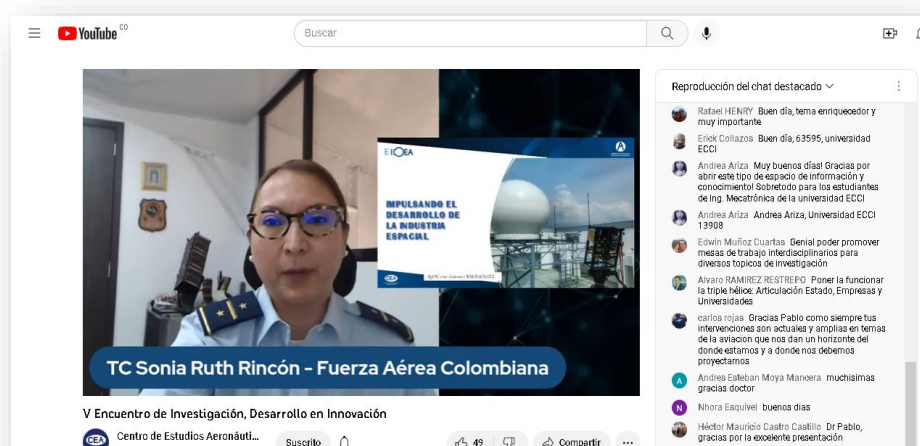 YouTube CO
Buscar
E-IDEA
IMPULSANDO EL
DESARROLLO DE
LA INDUSTRIA
ESPACIAL
CEA
TC Sonia Ruth Rincón - Fuerza Aérea Colombiana
V Encuentro de Investigación, Desarrollo en Innovación
CEA
Centro de Estudios Aeronáuti...
Suscrito
49
Compartir
Reproducción del chat destacado
Rafael HENRY Buen día, tema enriquecedor y
muy importante
Erick Collazos Buen día, 63595, universidad
ECCI
Andrea Ariza Muy buenos días! Gracias por
abrir este tipo de espacio de información y
conocimiento! Sobretodo para los estudiantes
de Ing. Mecatrónica de la universidad ECCI
Andrea Ariza Andrea Ariza, Universidad ECCI
13908
Edwin Muñoz Cuartas Genial poder promover
mesas de trabajo interdisciplinarios para
diversos topicos de investigación
Alvaro RAMIREZ RESTREPO Poner la funcionar
la triple hélice: Articulación Estado, Empresas y
Universidades
carlos rojas Gracias Pablo como siempre tus
intervenciones son actuales y amplias en temas
de la aviacion que nos dan un horizonte del
donde estamos y a donde nos debemos
proyectarnos
A
Andres Esteban Moya Mancera muchisimas
gracias doctor
N
Nhora Esquivel buenos dias
Héctor Mauricio Castro Castillo Dr Pablo,
gracias por la excelente presentación